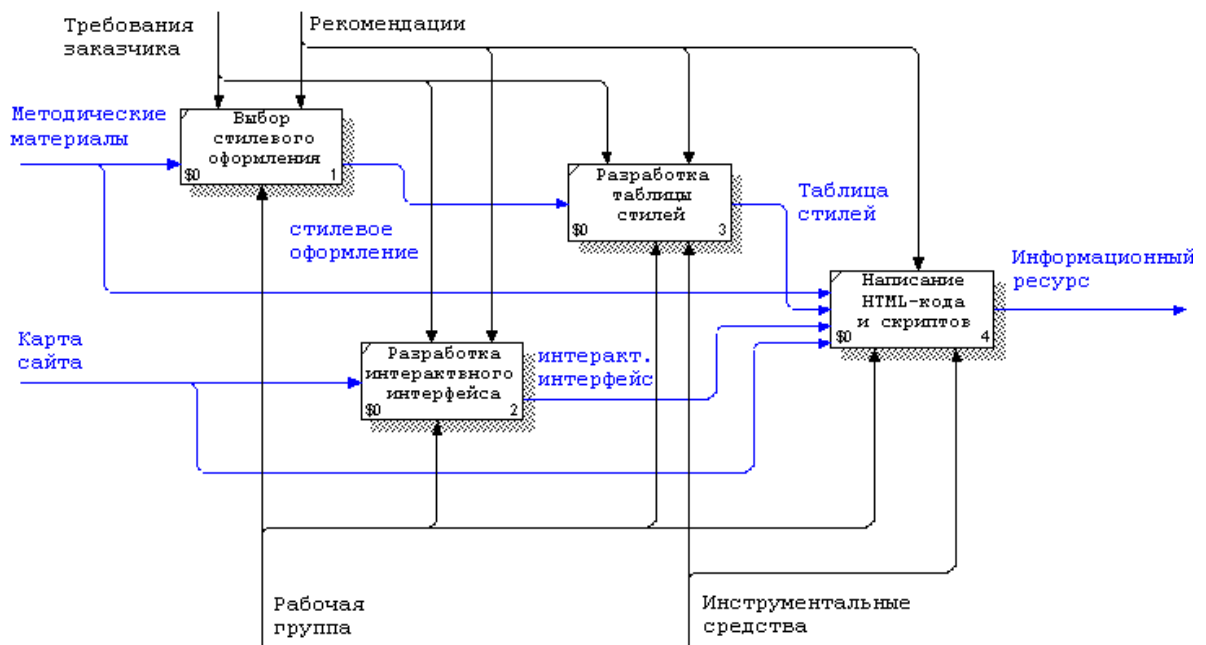 Требования
заказчика
Рекомендации
Методические
материалы
Выбор
стилевого
оформления
$0 1
стилевое
оформление
Разработка
таблицы
стилей
$0 3
Таблица
стилей
Информационный
ресурс
Написание
HTML-кода
и скриптов
$0 4
Карта
сайта
Разработка
интерактвного
интерфейса
$0 2
интеракт.
интерфейс
Рабочая
группа
Инструментальные
средства